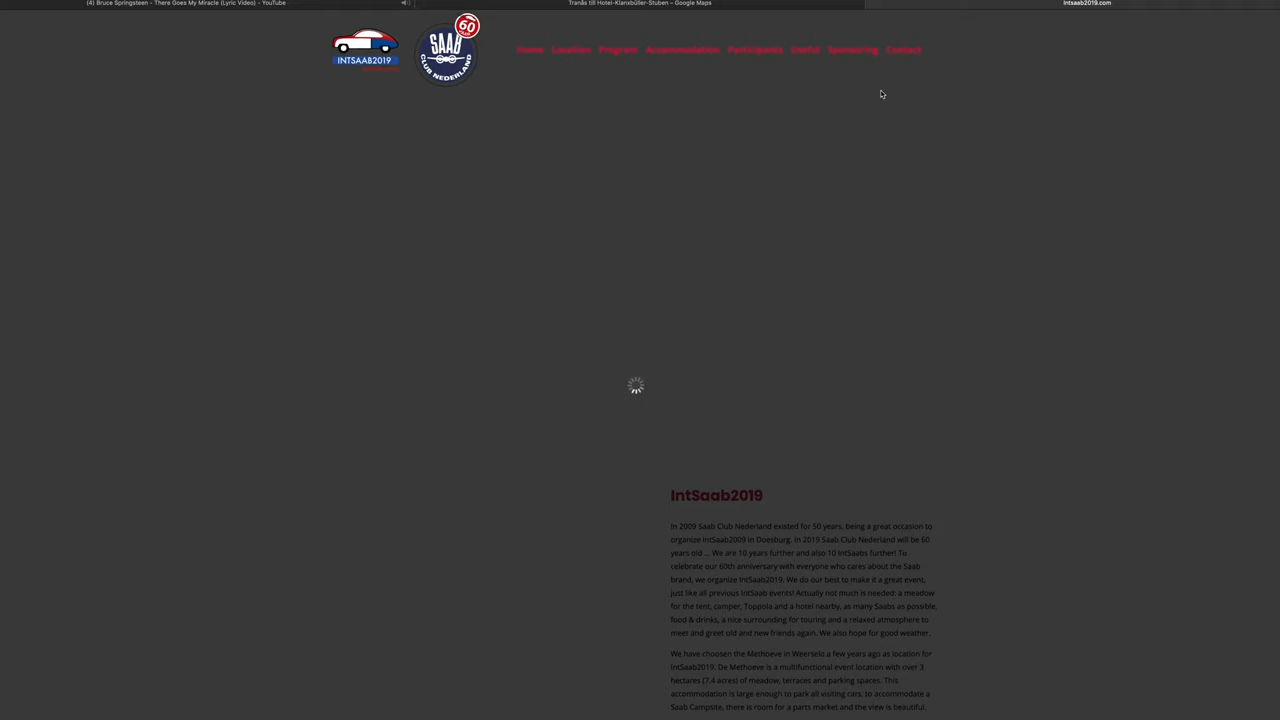 (4) Bruce Springsteen - There Goes My Miracle (Lyric Video) - YouTube
Tranås till Hotel-Klanxbüller-Stuben – Google Maps
intsaab2019.com
INTSAAB2019
60
SAAB
CLUB NEDERLAND
Home Location Program Accommodation Participants Useful Sponsoring Contact
IntSaab2019
In 2009 Saab Club Nederland existed for 50 years, being a great occasion to
organize IntSaab2009 in Doesburg. In 2019 Saab Club Nederland will be 60
years old ... We are 10 years further and also 10 IntSaabs further! To
celebrate our 60th anniversary with everyone who cares about the Saab
brand, we organize IntSaab2019. We do our best to make it a great event,
just like all previous IntSaab events! Actually not much is needed: a meadow
for the tent, camper, Toppola and a hotel nearby, as many Saabs as possible,
food & drinks, a nice surrounding for touring and a relaxed atmosphere to
meet and greet old and new friends again. We also hope for good weather.
We have choosen the Methoeve in Weerselo a few years ago as location for
IntSaab2019. De Methoeve is a multifunctional event location with over 3
hectares (7.4 acres) of meadow, terraces and parking spaces. This
accommodation is large enough to park all visiting cars, to accommodate a
Saab Campsite, there is room for a parts market and the view is beautiful.